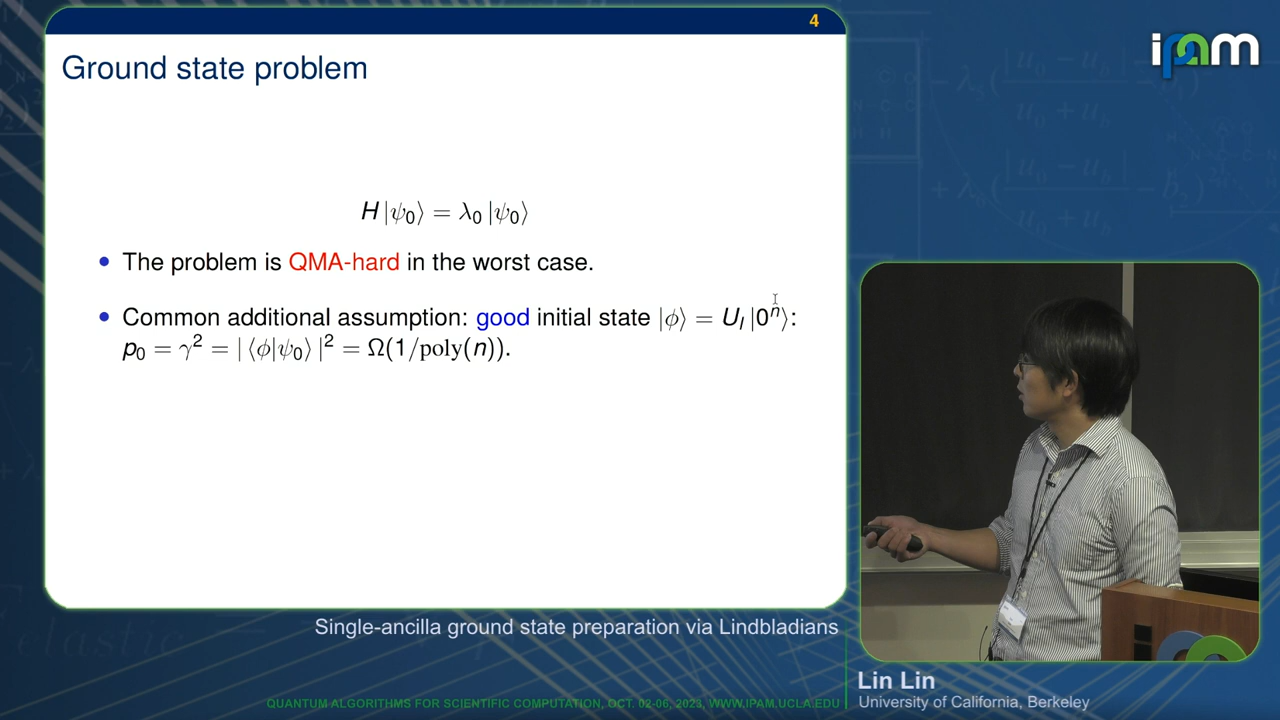 4
ipam
Ground state problem
H |ψ₀⟩ = λ₀ |ψ₀⟩
• The problem is QMA-hard in the worst case.
• Common additional assumption: good initial state |ϕ⟩ = U_I |0ⁿ⟩:
p₀ = γ² = | ⟨ϕ|ψ₀⟩ |² = Ω(1/poly(n)).
Single-ancilla ground state preparation via Lindbladians
Lin Lin
University of California, Berkeley
QUANTUM ALGORITHMS FOR SCIENTIFIC COMPUTATION, OCT. 02-06, 2023, WWW.IPAM.UCLA.EDU